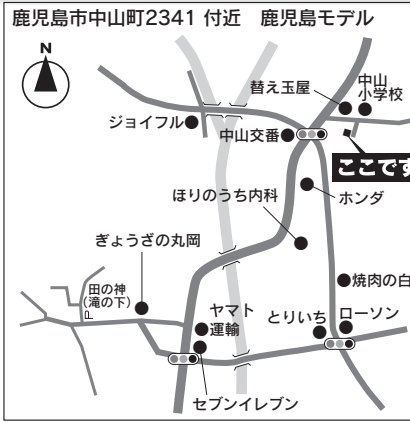 鹿児島市中山町2341 付近　鹿児島モデル
N
替え玉屋
中山
小学校
ジョイフル
中山交番
ここです
ほりのうち内科
ホンダ
ぎょうざの丸岡
田の神
(滝の下)
P
焼肉の白
ヤマト
運輸
とりいち
ローソン
セブンイレブン